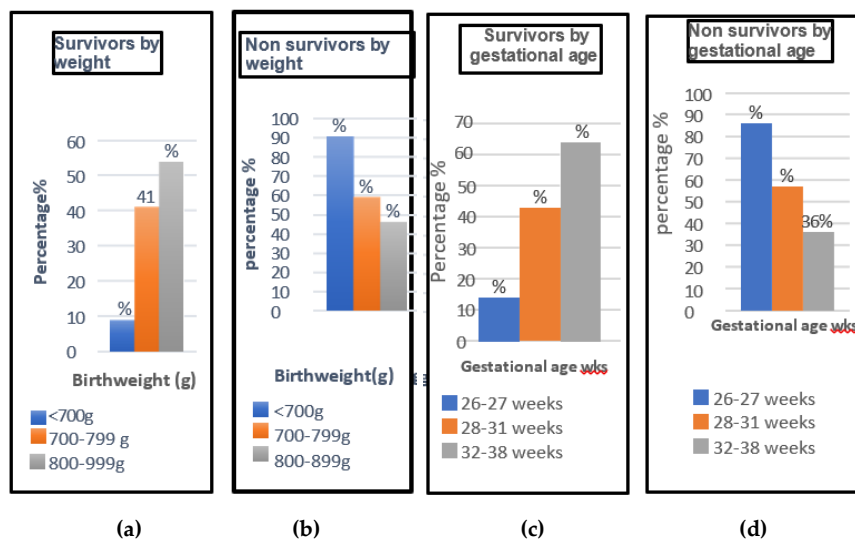 Survivors by
weight
Percentage%
60
50
40
30
20
10
0
%
41
%
Birthweight (g)
<700g
700-799 g
800-999g
(a)
Non survivors by
weight
percentage %
100
90
80
70
60
50
40
30
20
10
0
%
%
%
Birthweight(g)
<700g
700-799g
800-899g
(b)
Survivors by
gestational age
Percentage %
70
60
50
40
30
20
10
0
%
%
%
Gestational age wks
26-27 weeks
28-31 weeks
32-38 weeks
(c)
Non survivors by
gestational age
percentage %
100
90
80
70
60
50
40
30
20
10
0
%
%
36%
Gestational age wks
26-27 weeks
28-31 weeks
32-38 weeks
(d)